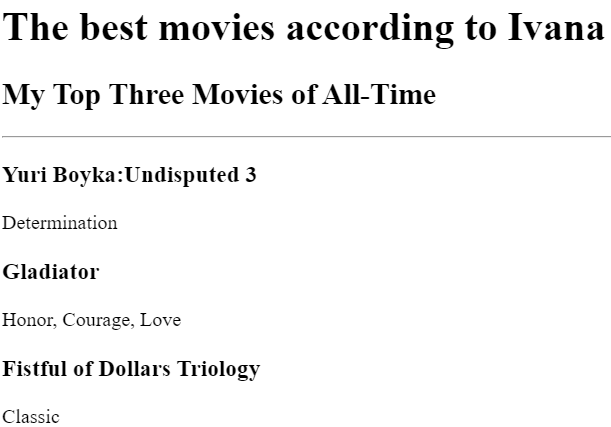 The best movies according to Ivana
My Top Three Movies of All-Time
Yuri Boyka:Undisputed 3
Determination
Gladiator
Honor, Courage, Love
Fistful of Dollars Triology
Classic